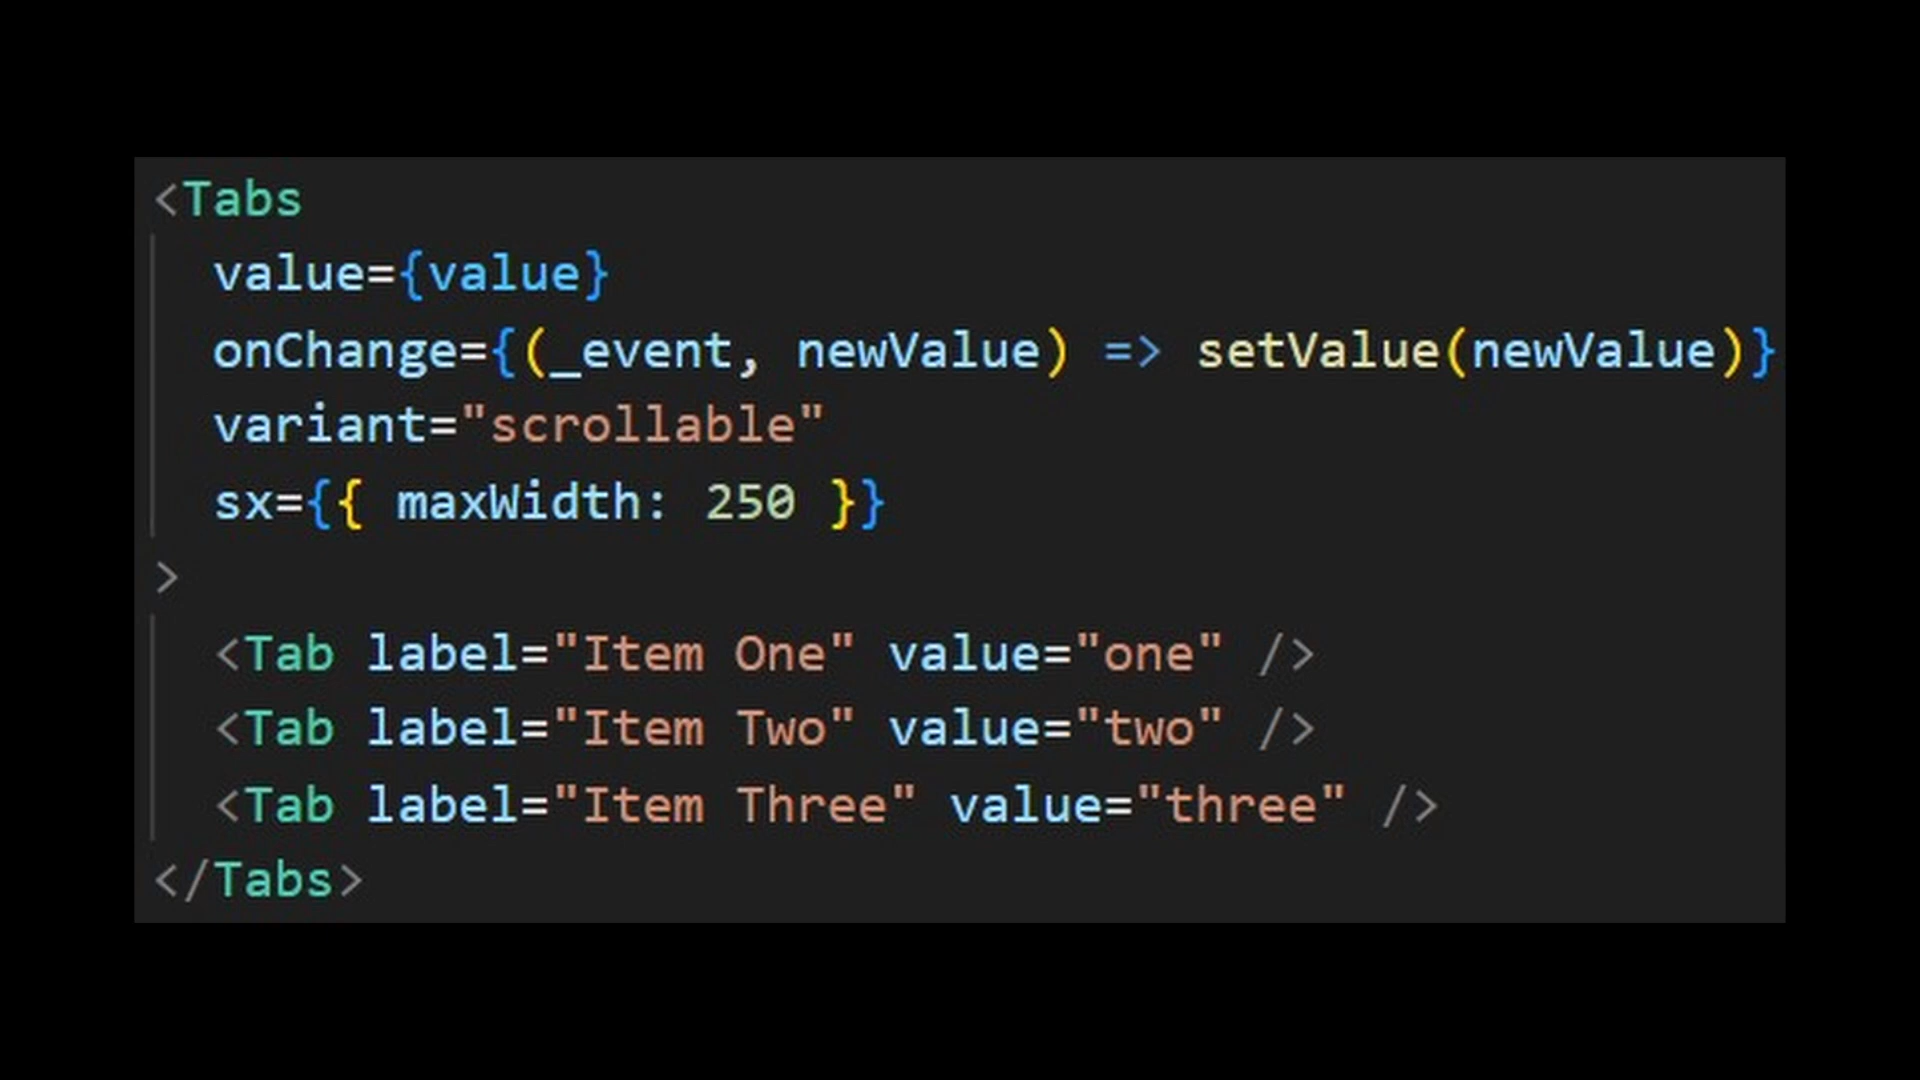 <Tabs
value={value}
onChange={(_event, newValue) => setValue(newValue)}
variant="scrollable"
sx={{ maxWidth: 250 }}
>
<Tab label="Item One" value="one" />
<Tab label="Item Two" value="two" />
<Tab label="Item Three" value="three" />
</Tabs>